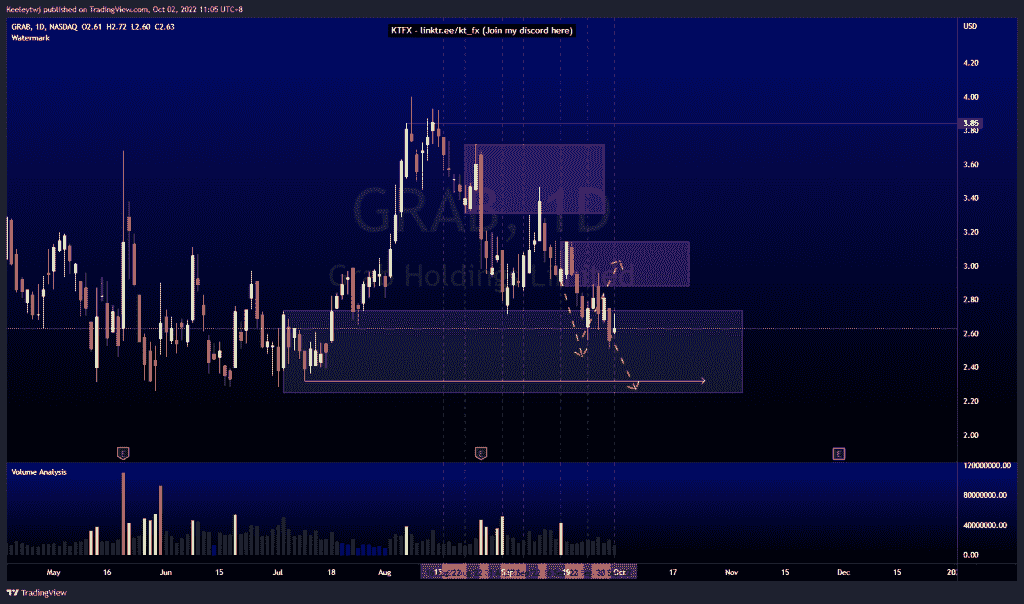 Keeleytwj published on TradingView.com, Oct 02, 2022 11:05 UTC-8
GRAB, 1D, NASDAQ O2.61 H2.72 L2.60 C2.63
Watermark
KTFX - linktr.ee/kt_fx (Join my discord here)
USD
4.20
4.00
3.85
3.80
3.60
3.40
3.20
3.00
2.80
2.60
2.40
2.20
2.00
GRAB, 1D
Grab Holdings Limited
E
E
E
Volume Analysis
120000000.00
80000000.00
40000000.00
0.00
May 16 Jun 15 Jul 18 Aug 15 Sep Oct 17 Nov 15 Dec 15
TradingView